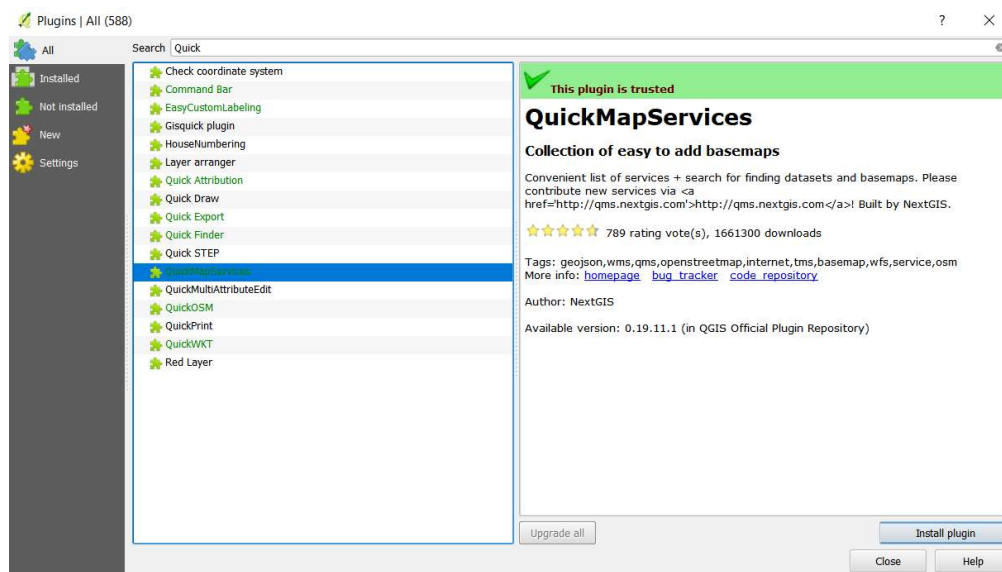 Plugins | All (588)
?
All
Installed
Not installed
New
Settings
Search Quick
Check coordinate system
Command Bar
EasyCustomLabeling
Gisquick plugin
HouseNumbering
Layer arranger
Quick Attribution
Quick Draw
Quick Export
Quick Finder
Quick STEP
QuickMapServices
QuickMultiAttributeEdit
QuickOSM
QuickPrint
QuickWKT
Red Layer
This plugin is trusted
QuickMapServices
Collection of easy to add basemaps
Convenient list of services + search for finding datasets and basemaps. Please
contribute new services via <a
href='http://qms.nextgis.com'>http://qms.nextgis.com</a>! Built by NextGIS.
789 rating vote(s), 1661300 downloads
Tags: geojson,wms,qms,openstreetmap,internet,tms,basemap,wfs,service,osm
More info: homepage bug tracker code repository
Author: NextGIS
Available version: 0.19.11.1 (in QGIS Official Plugin Repository)
Upgrade all
Install plugin
Close
Help